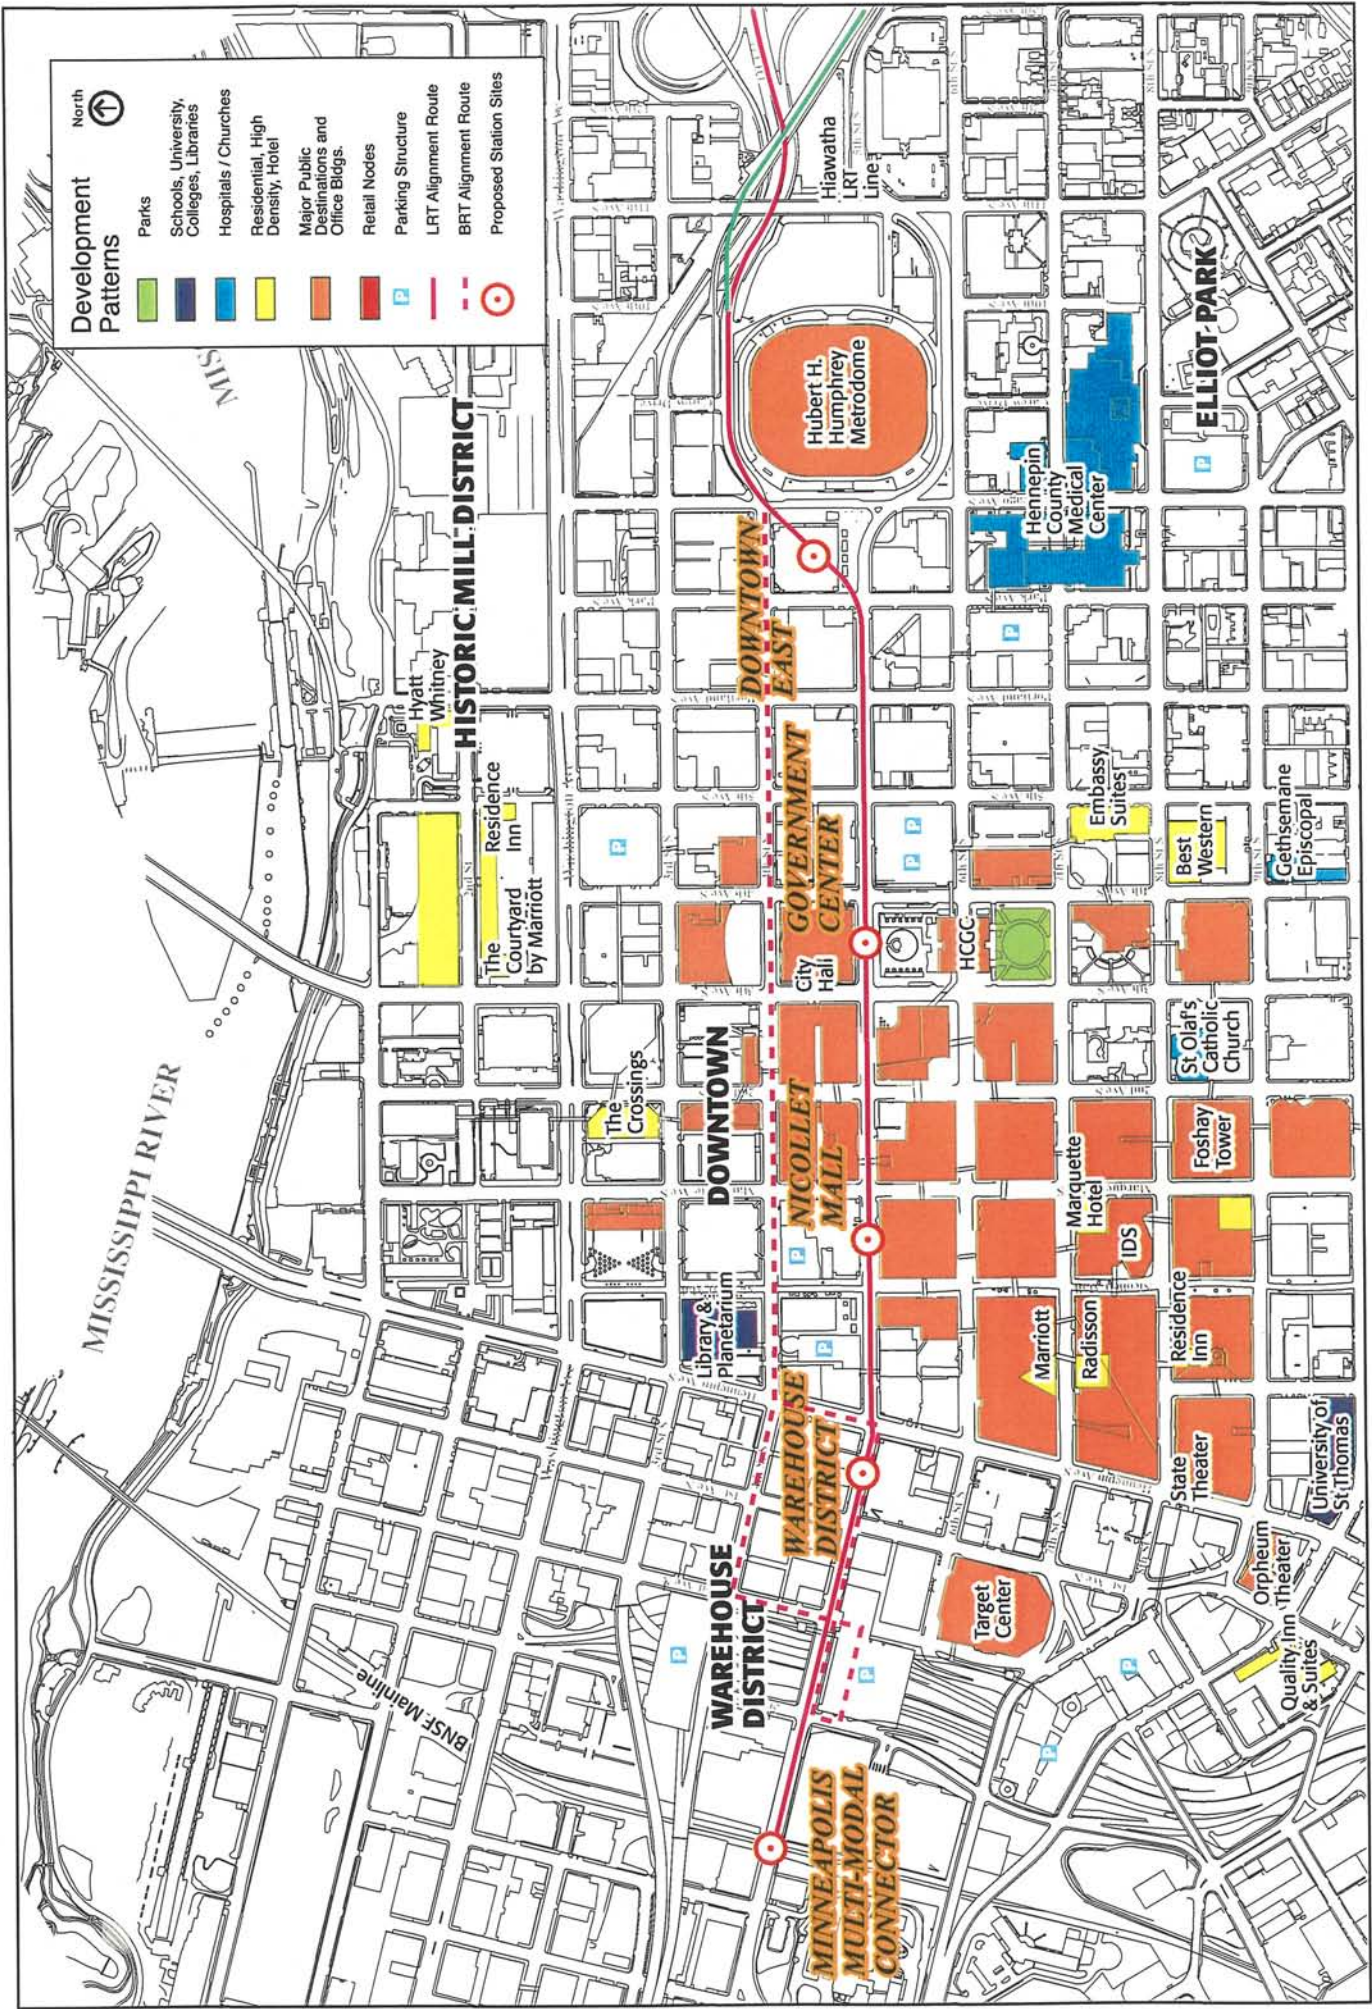 Development
Patterns
North
Parks
Schools, University,
Colleges, Libraries
Hospitals / Churches
Residential, High
Density, Hotel
Major Public
Destinations and
Office Bldgs.
Retail Nodes
P
Parking Structure
LRT Alignment Route
BRT Alignment Route
Proposed Station Sites
MISSISSIPPI RIVER
MIS
BNSF Mainline
HISTORIC MILL DISTRICT
Hyatt
Whitney
Residence
Inn
The
Courtyard
by Marriott
The
Crossings
DOWNTOWN
Library &
Planetarium
WAREHOUSE
DISTRICT
MINNEAPOLIS
MULTI-MODAL
CONNECTOR
WAREHOUSE
DISTRICT
NICOLLET
MALL
GOVERNMENT
CENTER
DOWNTOWN
EAST
City
Hall
HCGC
Hubert H.
Humphrey
Metrodome
Hiawatha
LRT
Line
Hennepin
County
Medical
Center
ELLIOT PARK
Embassy
Suites
Best
Western
Gethsemane
Episcopal
St Olaf's
Catholic
Church
Foshay
Tower
Marquette
Hotel
IDS
Marriott
Radisson
Residence
Inn
State
Theater
University of
St Thomas
Orpheum
Theater
Quality Inn
& Suites
Target
Center
P
P
P
P
P
P
P
P
P
P
P